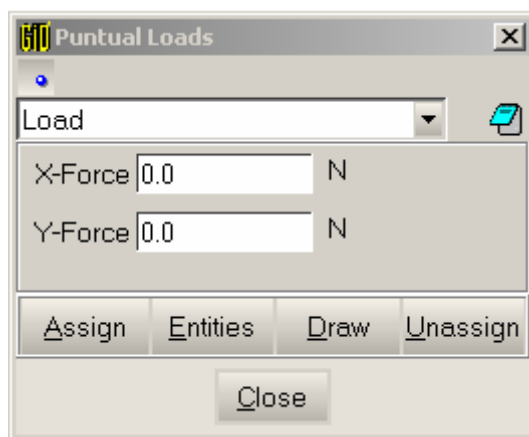 Puntual Loads
Load
X-Force 0.0 N
Y-Force 0.0 N
Assign Entities Draw Unassign
Close